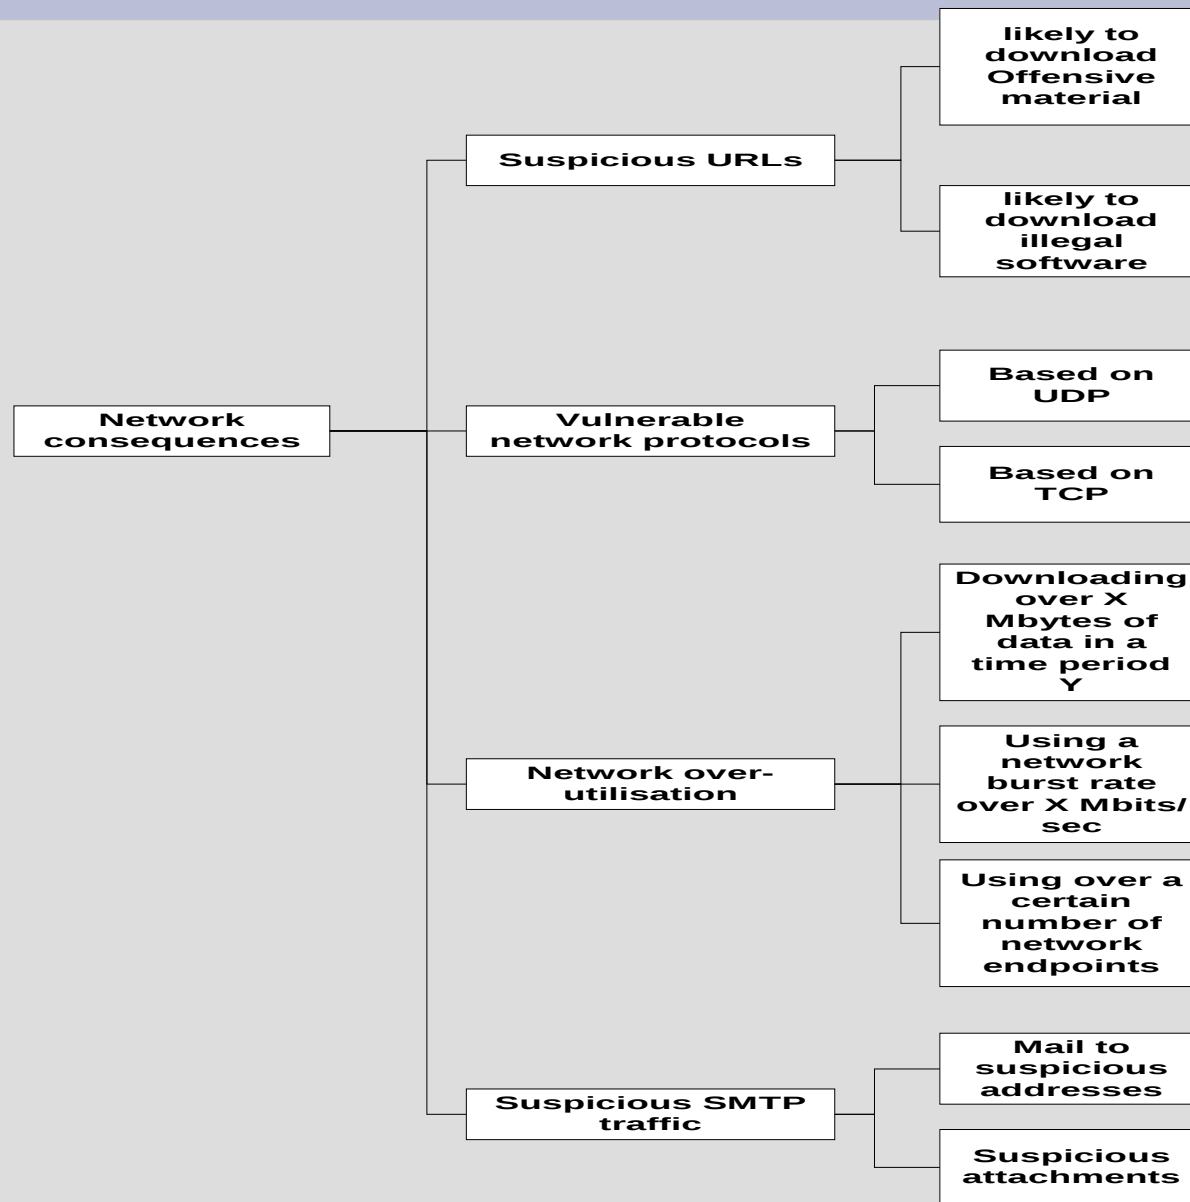 likely to
download
Offensive
material
Suspicious URLs
likely to
download
illegal
software
Based on
UDP
Network
consequences
Vulnerable
network protocols
Based on
TCP
Downloading
over X
Mbytes of
data in a
time period
Y
Using a
network
burst rate
over X Mbits/
sec
Network over-
utilisation
Using over a
certain
number of
network
endpoints
Mail to
suspicious
addresses
Suspicious SMTP
traffic
Suspicious
attachments